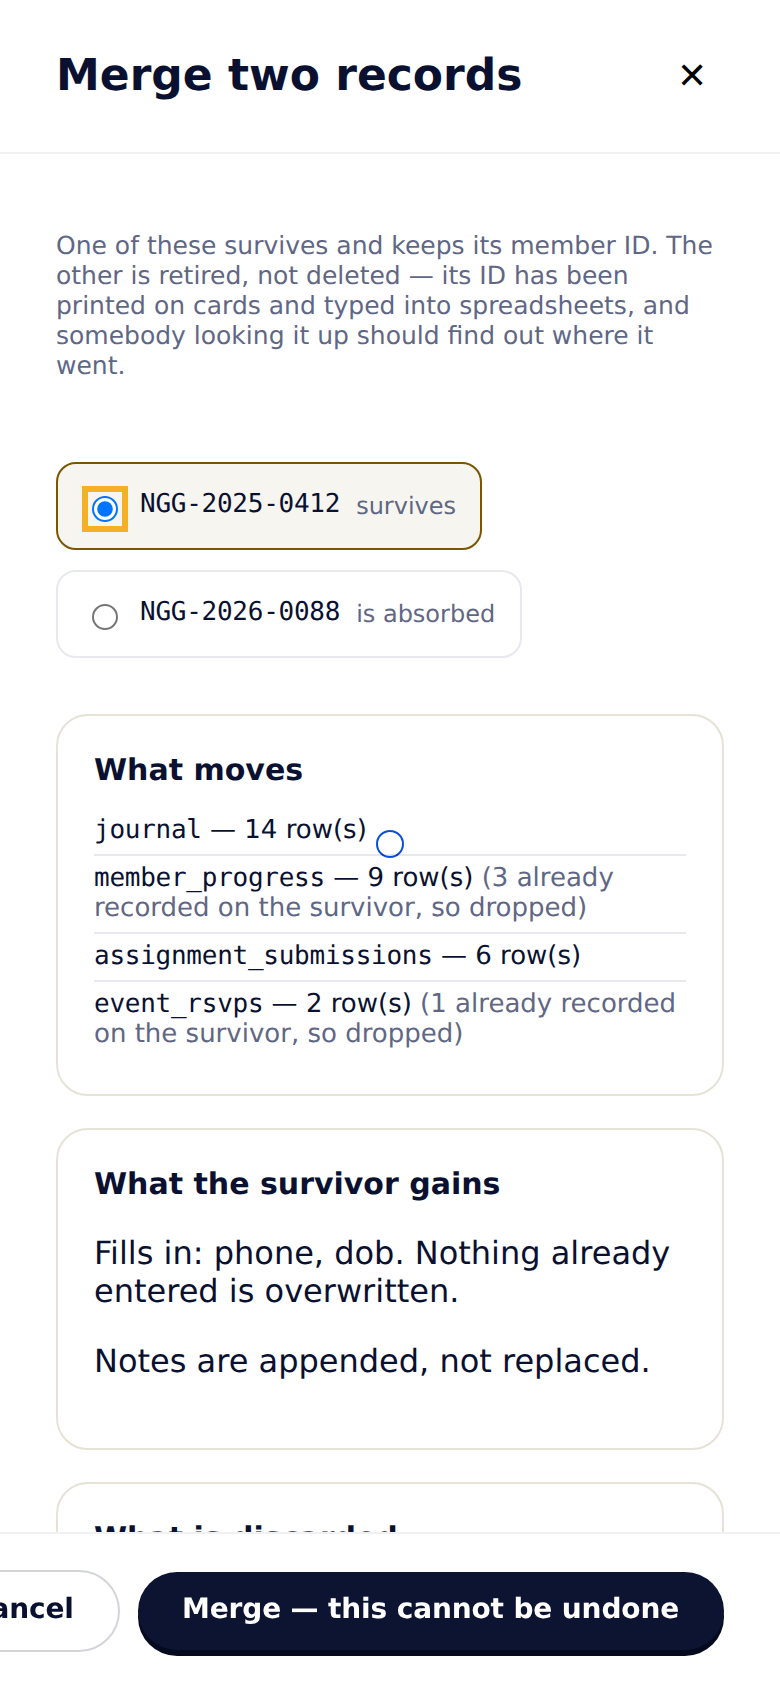 Merge two records ✕
One of these survives and keeps its member ID. The
other is retired, not deleted — its ID has been
printed on cards and typed into spreadsheets, and
somebody looking it up should find out where it
went.
NGG-2025-0412 survives
NGG-2026-0088 is absorbed
What moves
journal — 14 row(s)
member_progress — 9 row(s) (3 already
recorded on the survivor, so dropped)
assignment_submissions — 6 row(s)
event_rsvps — 2 row(s) (1 already recorded
on the survivor, so dropped)
What the survivor gains
Fills in: phone, dob. Nothing already
entered is overwritten.
Notes are appended, not replaced.
What is discarded
ancel
Merge — this cannot be undone